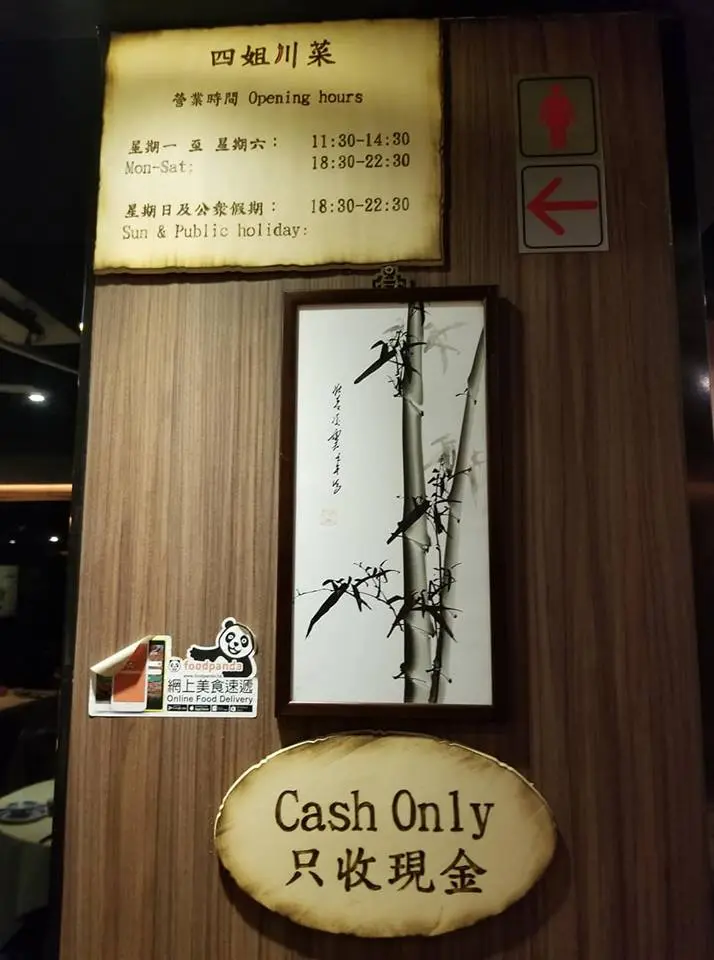 四姐川菜
營業時間 Opening hours
星期一 至 星期六： 11:30-14:30
Mon-Sat: 18:30-22:30
星期日及公衆假期： 18:30-22:30
Sun & Public holiday:
foodpanda
網上美食速遞
Online Food Delivery
Cash Only
只收現金